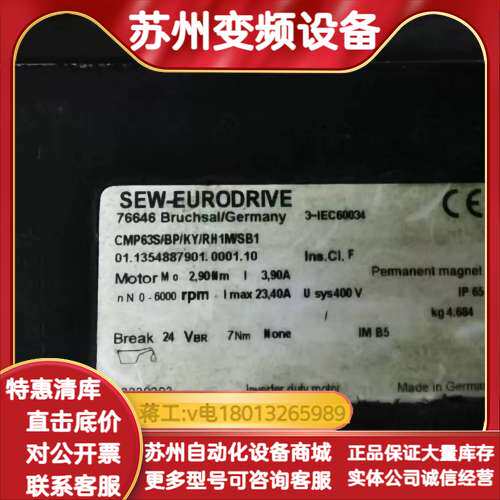 苏州变频设备
SEW-EURODRIVE
76646 Bruchsal/Germany 3~IEC60034
CE
CMP63S/BP/KY/RH1M/SB1
01.1354887901.0001.10 Ins.Cl. F
Motor Mo 2,90Nm I 3,90A Permanent magnet
nN 0-6000 rpm Imax 23,40A U sys400 V IP 65
/ kg 4.684
Break 24 VBR 7Nm None IM B5
Inverter duty motor Made in German
蒋工:v电18013265989
特惠清库
直击底价
对公开票
联系客服
苏州自动化设备商城
更多型号可咨询客服
正品保证大量库存
实体公司诚信经营